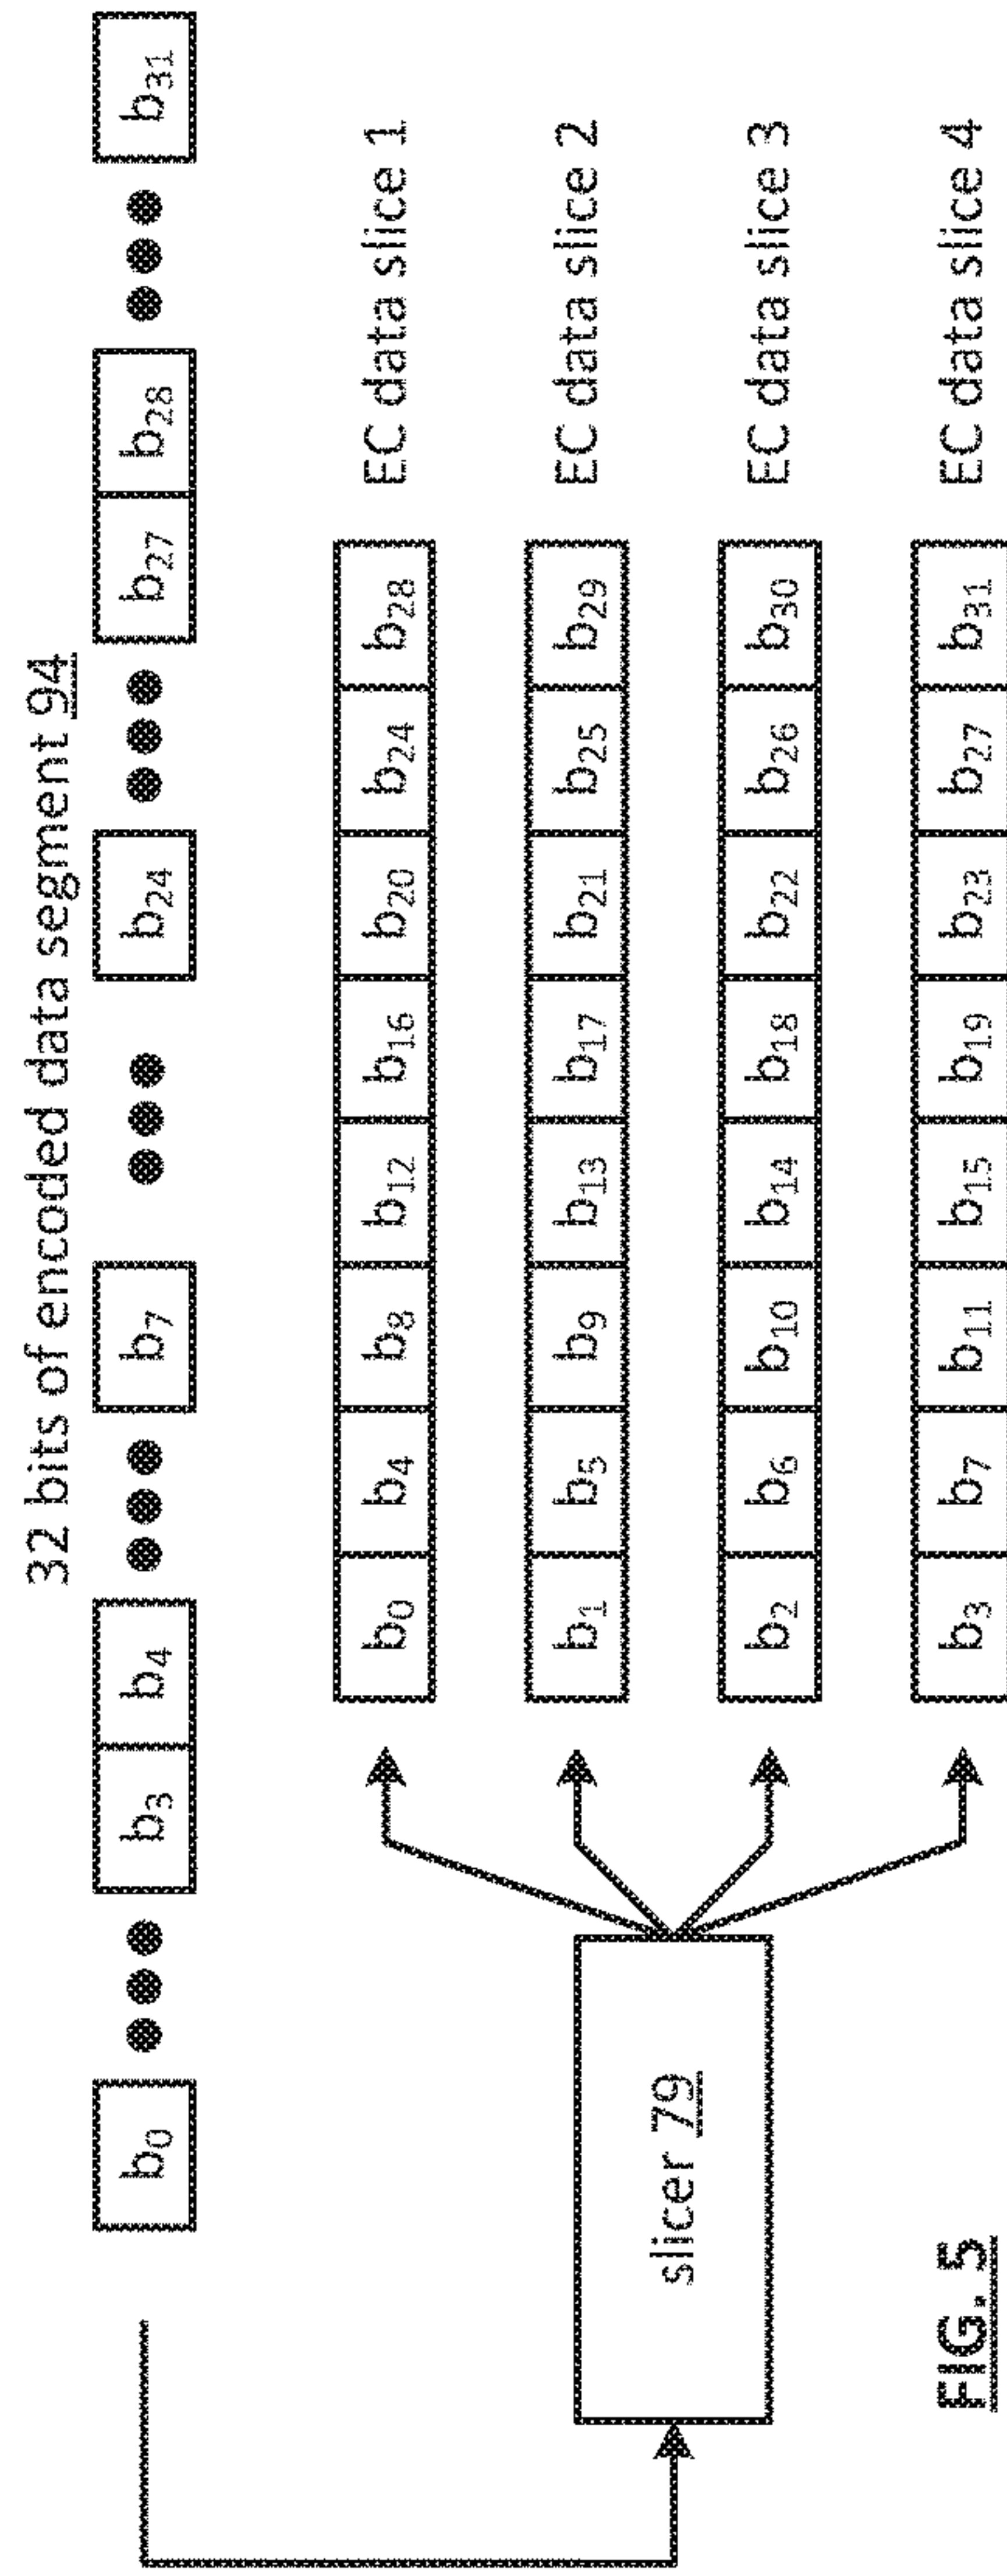 32 bits of encoded data segment 94
b0 b3 b4 b7 b24 b27 b28 b31
b0 b4 b8 b12 b16 b20 b24 b28 EC data slice 1
b1 b5 b9 b13 b17 b21 b25 b29 EC data slice 2
slicer 79
b2 b6 b10 b14 b18 b22 b26 b30 EC data slice 3
b3 b7 b11 b15 b19 b23 b27 b31 EC data slice 4
FIG. 5